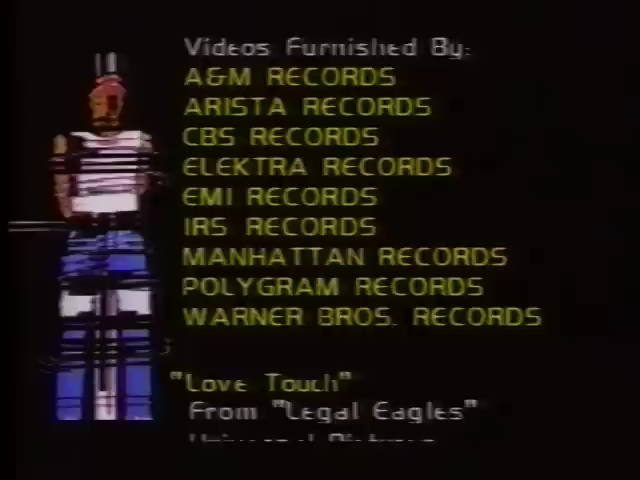 Videos Furnished By:
A&M RECORDS
ARISTA RECORDS
CBS RECORDS
ELEKTRA RECORDS
EMI RECORDS
IRS RECORDS
MANHATTAN RECORDS
POLYGRAM RECORDS
WARNER BROS. RECORDS
"Love Touch"
From "Legal Eagles"